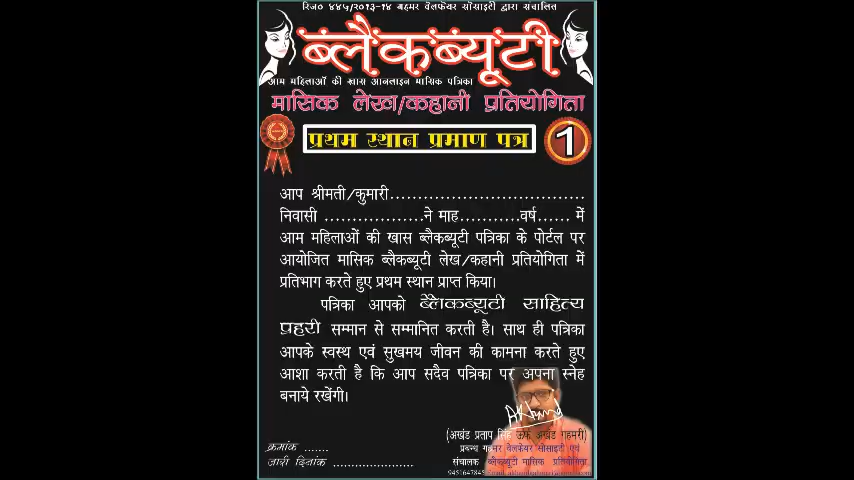 रजि० ४४५/२०१३-१४ गहमर वेलफेयर सोसाइटी द्वारा संचालित
ब्लैकब्यूटी
आम महिलाओं की खास आनलाइन मासिक पत्रिका
मासिक लेख/कहानी प्रतियोगिता
प्रथम स्थान प्रमाण पत्र
1
आप श्रीमती/कुमारी...................................
निवासी ..................ने माह...........वर्ष...... में
आम महिलाओं की खास ब्लैकब्यूटी पत्रिका के पोर्टल पर
आयोजित मासिक ब्लैकब्यूटी लेख/कहानी प्रतियोगिता में
प्रतिभाग करते हुए प्रथम स्थान प्राप्त किया।
पत्रिका आपको ब्लैकब्यूटी साहित्य
प्रहरी सम्मान से सम्मानित करती है। साथ ही पत्रिका
आपके स्वस्थ एवं सुखमय जीवन की कामना करते हुए
आशा करती है कि आप सदैव पत्रिका पर अपना स्नेह
बनाये रखेंगी।
(अखंड प्रताप सिंह उर्फ अखंड गहमरी)
प्रबन्ध गहमर वेलफेयर सोसाइटी एवं
क्रमांक .......
संचालक ब्लैकब्यूटी मासिक प्रतियोगिता
जारी दिनांक ......................